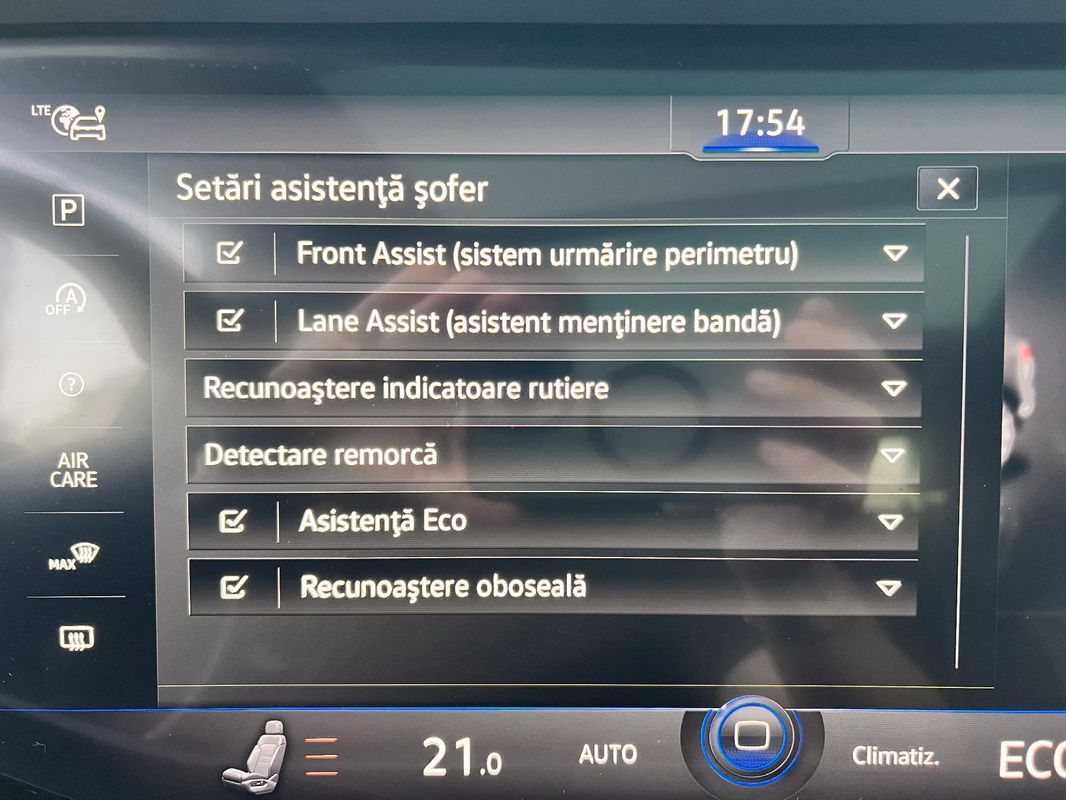 LTE
17:54
Setări asistenţă şofer
P
Front Assist (sistem urmărire perimetru)
A
OFF
Lane Assist (asistent menţinere bandă)
?
Recunoaştere indicatoare rutiere
AIR
CARE
Detectare remorcă
Asistenţă Eco
MAX
Recunoaştere oboseală
21.0
AUTO
Climatiz.
ECO